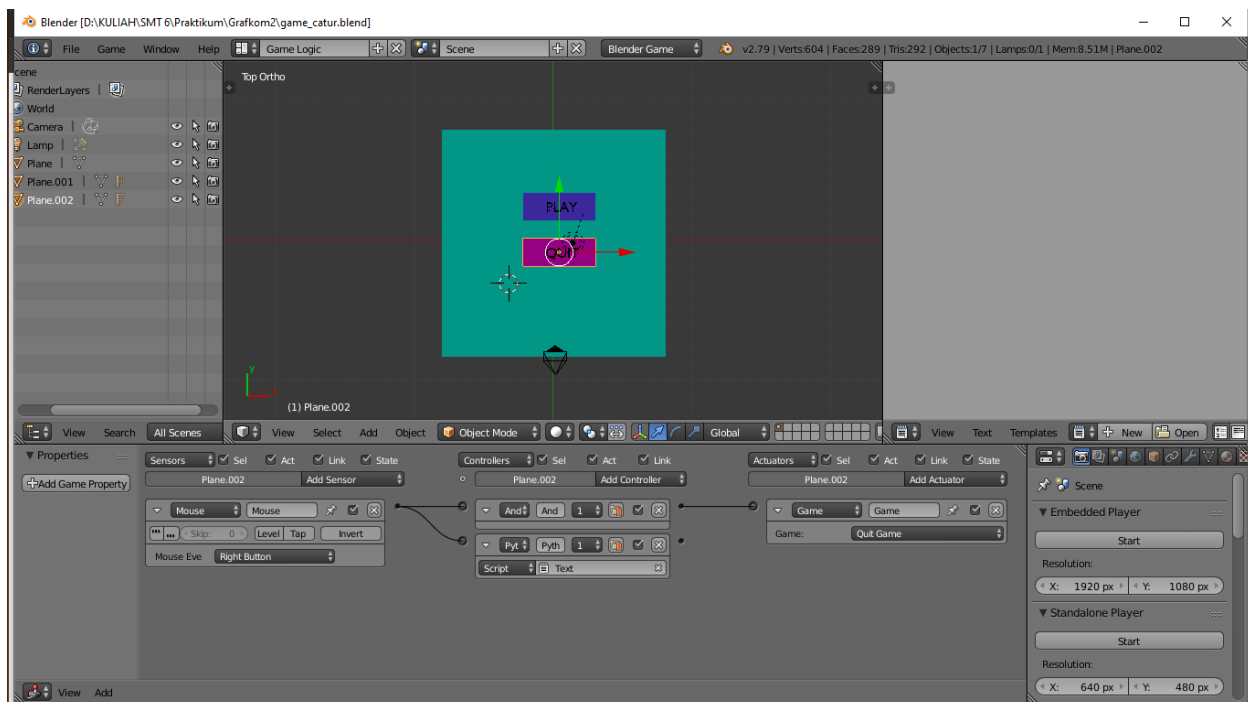 Blender [D:\KULIAH\SMT 6\Praktikum\Grafkom2\game_catur.blend]
File Game Window Help Game Logic Scene Blender Game v2.79 | Verts:604 | Faces:289 | Tris:292 | Objects:1/7 | Lamps:0/1 | Mem:8.51M | Plane.002
cene
RenderLayers |
World
Camera |
Lamp |
Plane |
Plane.001 |
Plane.002 |
Top Ortho
PLAY
QUIT
y
(1) Plane.002
View Search All Scenes View Select Add Object Object Mode Global View Text Templates New Open
Properties
Add Game Property
Sensors Sel Act Link State
Plane.002 Add Sensor
Mouse Mouse
Skip: 0 Level Tap Invert
Mouse Eve Right Button
Controllers Sel Act Link
Plane.002 Add Controller
And And 1
Pyt Pyth 1
Script Text
Actuators Sel Act Link State
Plane.002 Add Actuator
Game Game
Game: Quit Game
Scene
Embedded Player
Start
Resolution:
X: 1920 px Y: 1080 px
Standalone Player
Start
Resolution:
X: 640 px Y: 480 px
View Add